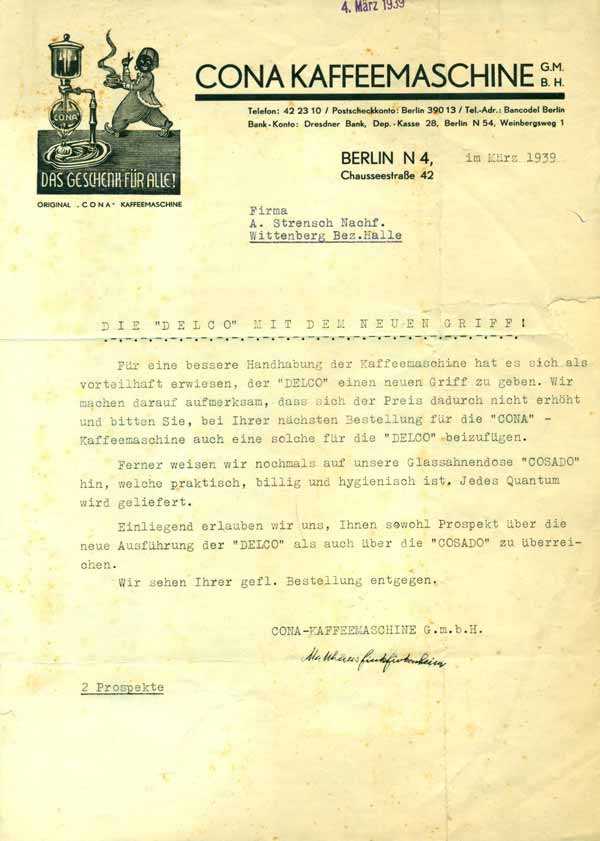 4. März 1939
CONA KAFFEEMASCHINE G.M.
B.H.
Telefon: 42 23 10 / Postscheckkonto: Berlin 390 13 / Tel.-Adr.: Bancodel Berlin
Bank-Konto: Dresdner Bank, Dep.-Kasse 28, Berlin N 54, Weinbergsweg 1
CONA
DAS GESCHENK FÜR ALLE!
ORIGINAL „CONA" KAFFEEMASCHINE
BERLIN N 4, im März 1939
Chausseestraße 42
Firma
A. Strensch Nachf.
Wittenberg Bez.Halle
DIE "DELCO" MIT DEM NEUEN GRIFF!
Für eine bessere Handhabung der Kaffeemaschine hat es sich als
vorteilhaft erwiesen, der "DELCO" einen neuen Griff zu geben. Wir
machen darauf aufmerksam, dass sich der Preis dadurch nicht erhöht
und bitten Sie, bei Ihrer nächsten Bestellung für die "CONA" -
Kaffeemaschine auch eine solche für die "DELCO" beizufügen.
Ferner weisen wir nochmals auf unsere Glassahnendose "COSADO"
hin, welche praktisch, billig und hygienisch ist. Jedes Quantum
wird geliefert.
Einliegend erlauben wir uns, Ihnen sowohl Prospekt über die
neue Ausführung der "DELCO" als auch über die "COSADO" zu überrei-
chen.
Wir sehen Ihrer gefl. Bestellung entgegen.
CONA-KAFFEEMASCHINE G.m.b.H.
2 Prospekte